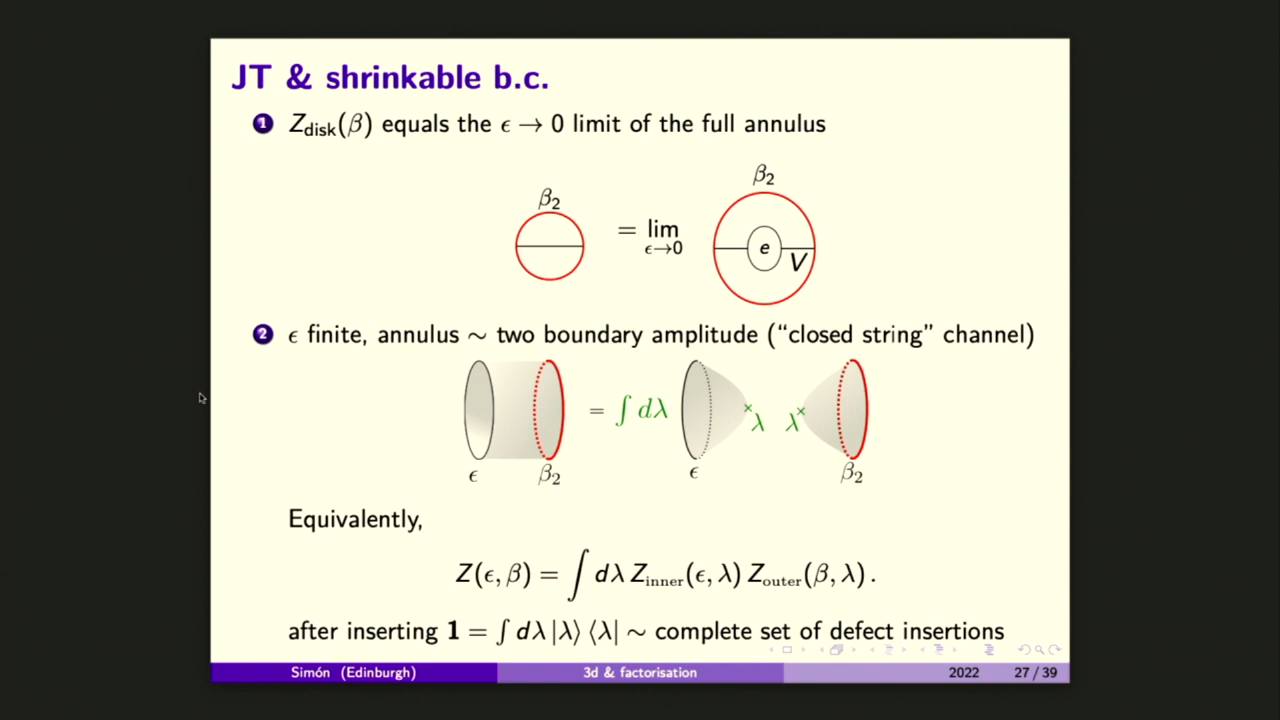 JT & shrinkable b.c.
1 Z_disk(β) equals the ϵ → 0 limit of the full annulus
β₂
β₂
= lim
ϵ→0
e
V
2 ϵ finite, annulus ∼ two boundary amplitude (“closed string” channel)
= ∫ dλ
λ
λ
ϵ
β₂
ϵ
β₂
Equivalently,
Z(ϵ, β) = ∫ dλ Z_inner(ϵ, λ) Z_outer(β, λ) .
after inserting 1 = ∫ dλ |λ⟩ ⟨λ| ∼ complete set of defect insertions
Simón (Edinburgh)
3d & factorisation
2022
27 / 39